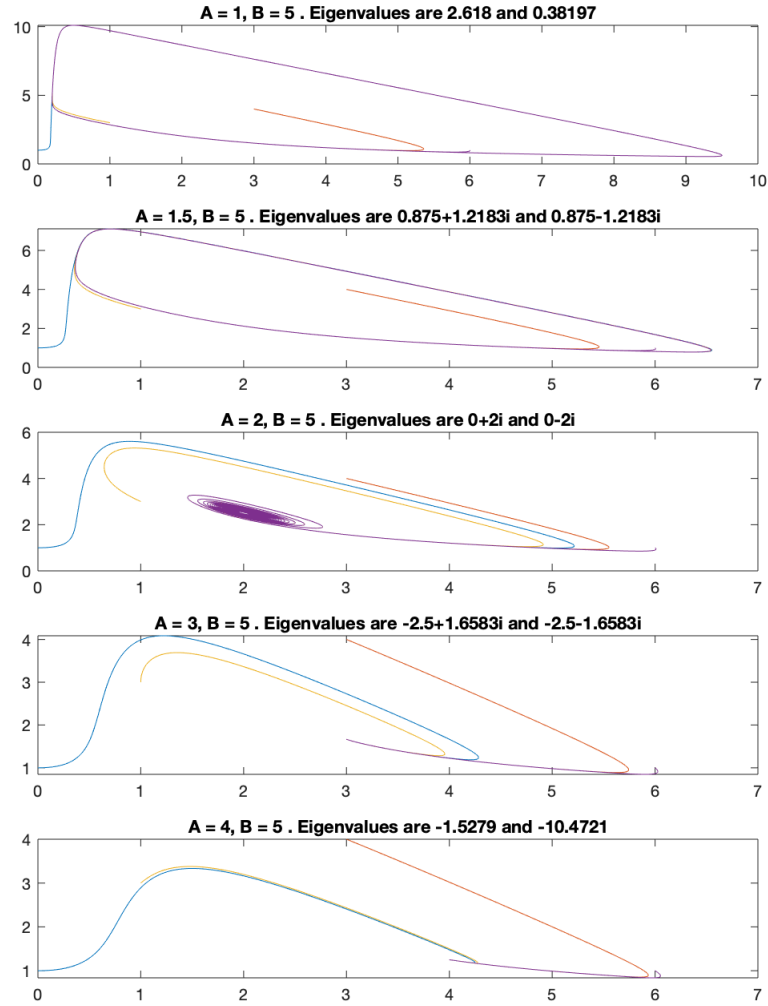 A = 1, B = 5 . Eigenvalues are 2.618 and 0.38197
10
5
0
0 1 2 3 4 5 6 7 8 9 10
A = 1.5, B = 5 . Eigenvalues are 0.875+1.2183i and 0.875-1.2183i
6
4
2
0
0 1 2 3 4 5 6 7
A = 2, B = 5 . Eigenvalues are 0+2i and 0-2i
6
4
2
0
0 1 2 3 4 5 6 7
A = 3, B = 5 . Eigenvalues are -2.5+1.6583i and -2.5-1.6583i
4
3
2
1
0 1 2 3 4 5 6 7
A = 4, B = 5 . Eigenvalues are -1.5279 and -10.4721
4
3
2
1
0 1 2 3 4 5 6 7